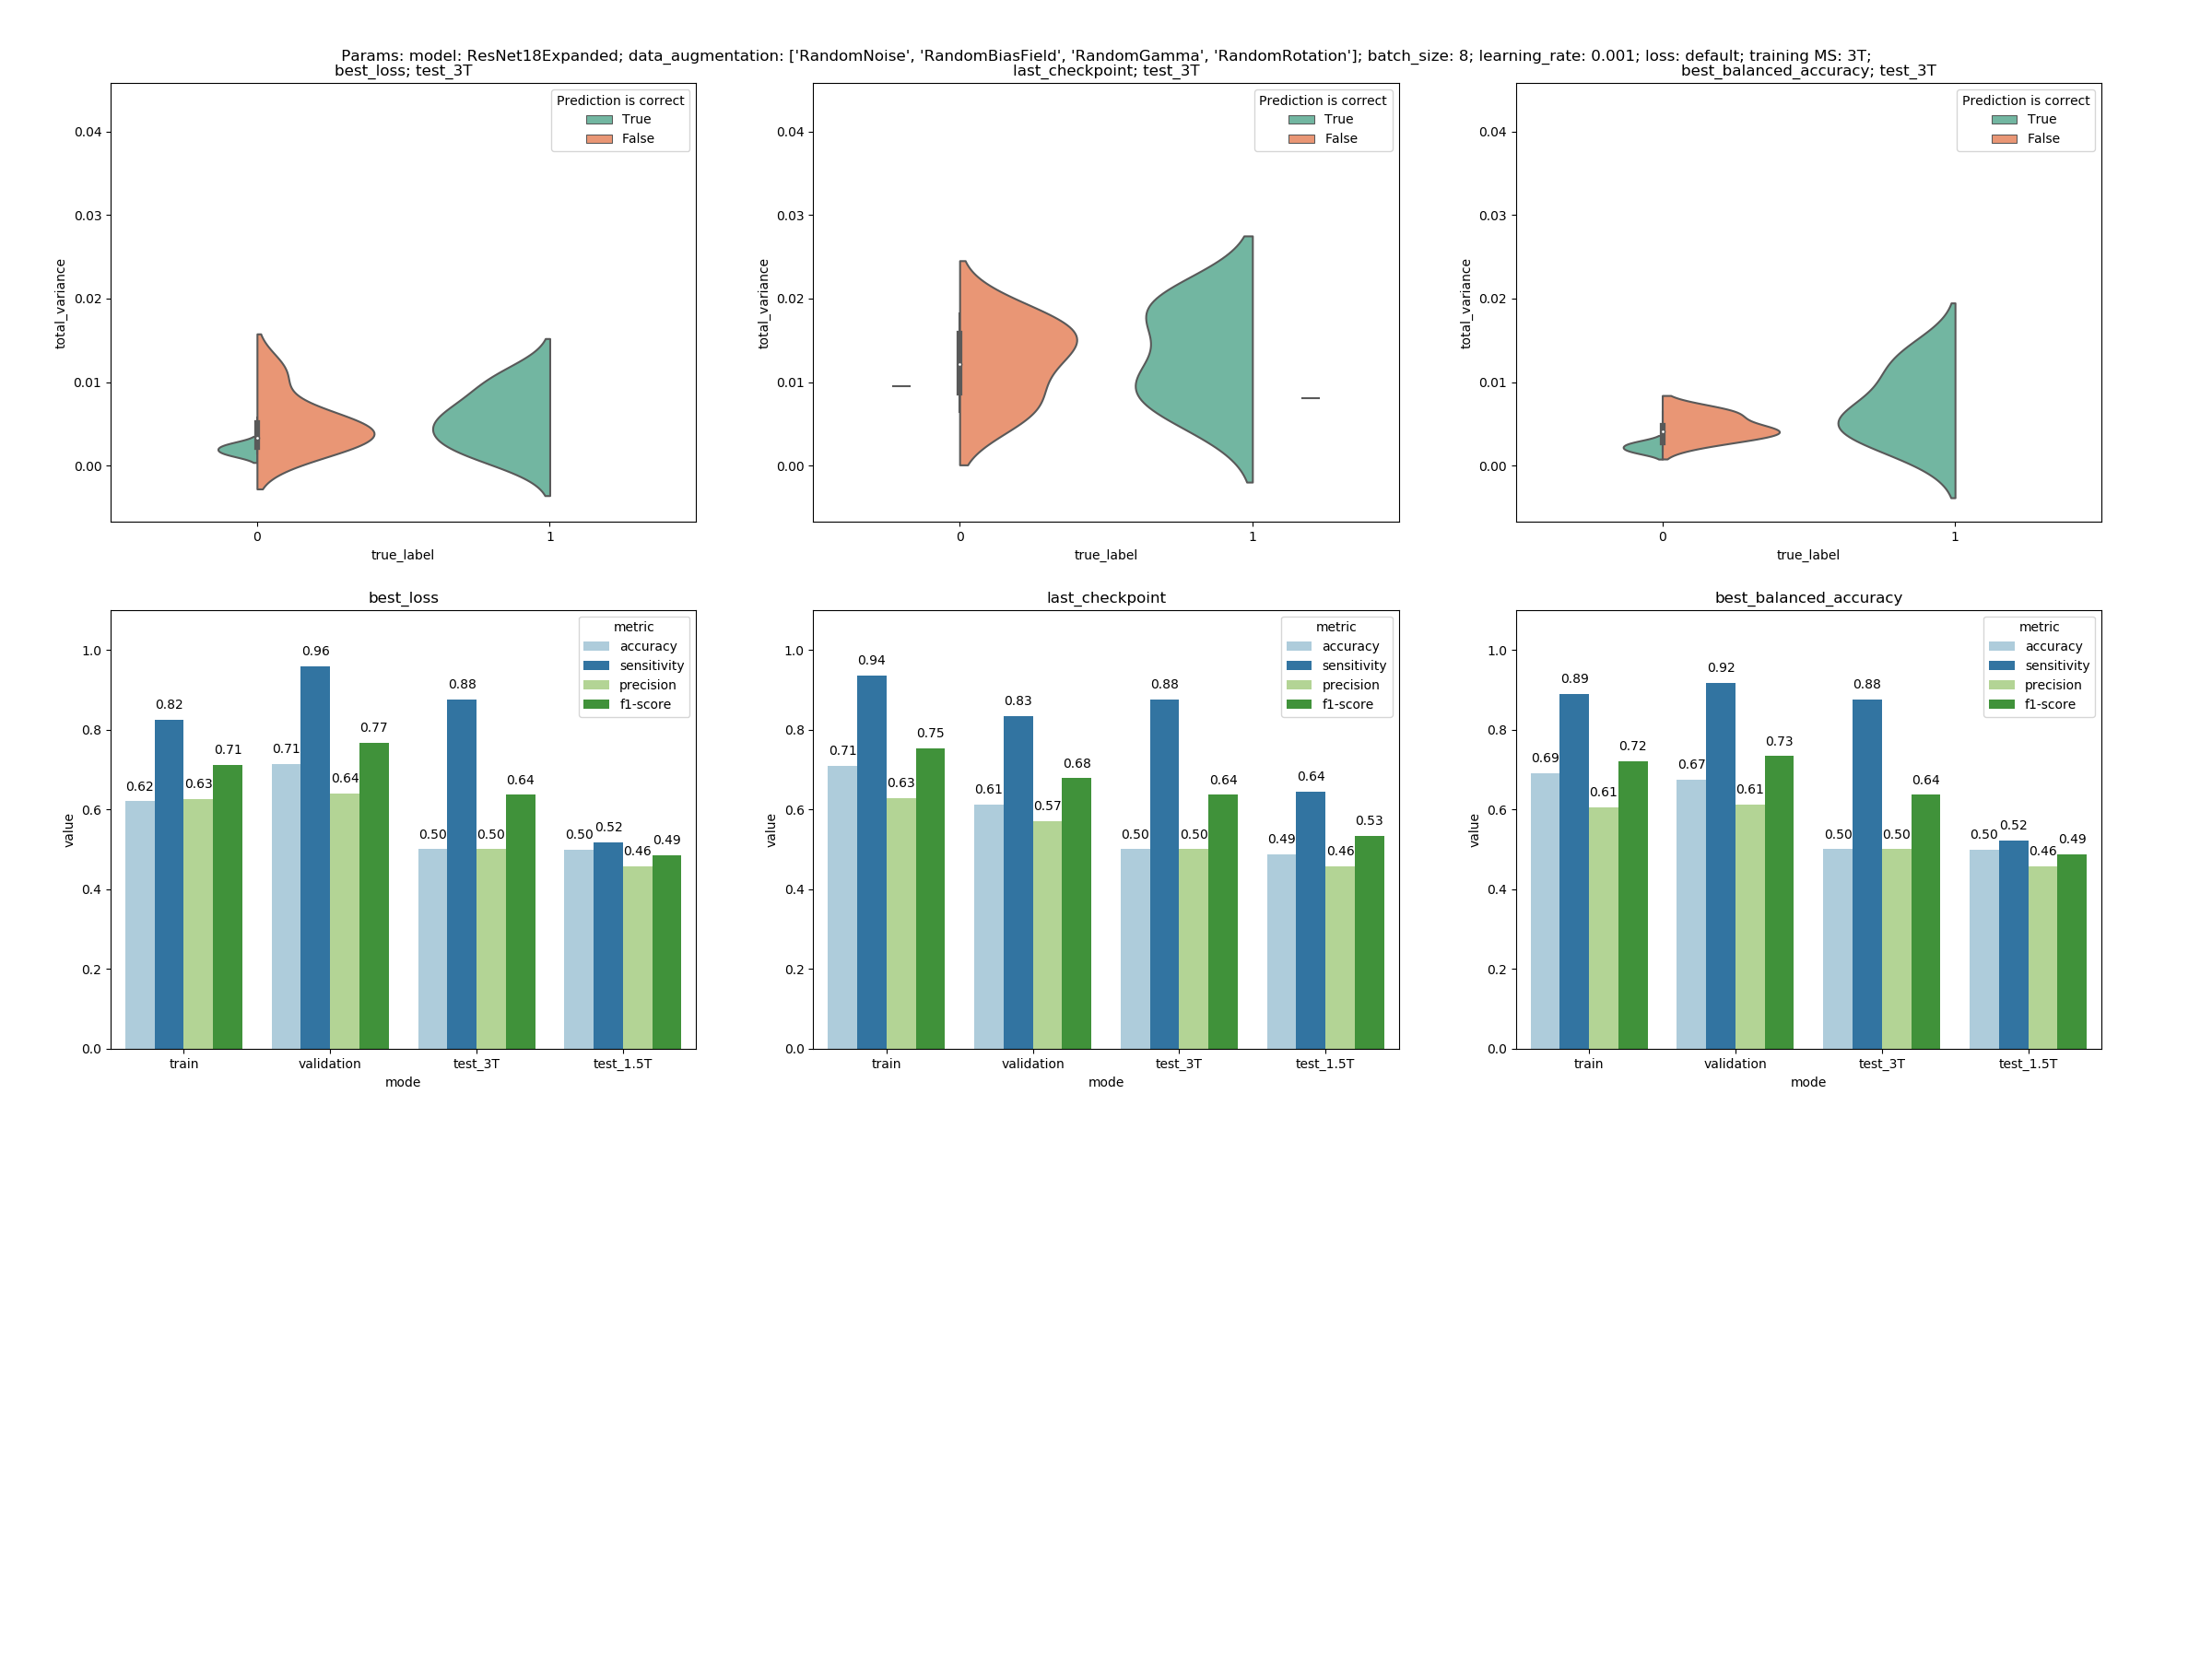 Params: model: ResNet18Expanded; data_augmentation: ['RandomNoise', 'RandomBiasField', 'RandomGamma', 'RandomRotation']; batch_size: 8; learning_rate: 0.001; loss: default; training MS: 3T;
best_loss; test_3T
total_variance
0.04
0.03
0.02
0.01
0.00
Prediction is correct
True
False
0 1
true_label
last_checkpoint; test_3T
total_variance
0.04
0.03
0.02
0.01
0.00
Prediction is correct
True
False
0 1
true_label
best_balanced_accuracy; test_3T
total_variance
0.04
0.03
0.02
0.01
0.00
Prediction is correct
True
False
0 1
true_label
best_loss
value
1.0
0.8
0.6
0.4
0.2
0.0
metric
accuracy
sensitivity
precision
f1-score
0.62 0.82 0.63 0.71
0.71 0.96 0.64 0.77
0.50 0.88 0.50 0.64
0.50 0.52 0.46 0.49
train validation test_3T test_1.5T
mode
last_checkpoint
value
1.0
0.8
0.6
0.4
0.2
0.0
metric
accuracy
sensitivity
precision
f1-score
0.71 0.94 0.63 0.75
0.61 0.83 0.57 0.68
0.50 0.88 0.50 0.64
0.49 0.64 0.46 0.53
train validation test_3T test_1.5T
mode
best_balanced_accuracy
value
1.0
0.8
0.6
0.4
0.2
0.0
metric
accuracy
sensitivity
precision
f1-score
0.69 0.89 0.61 0.72
0.67 0.92 0.61 0.73
0.50 0.88 0.50 0.64
0.50 0.52 0.46 0.49
train validation test_3T test_1.5T
mode